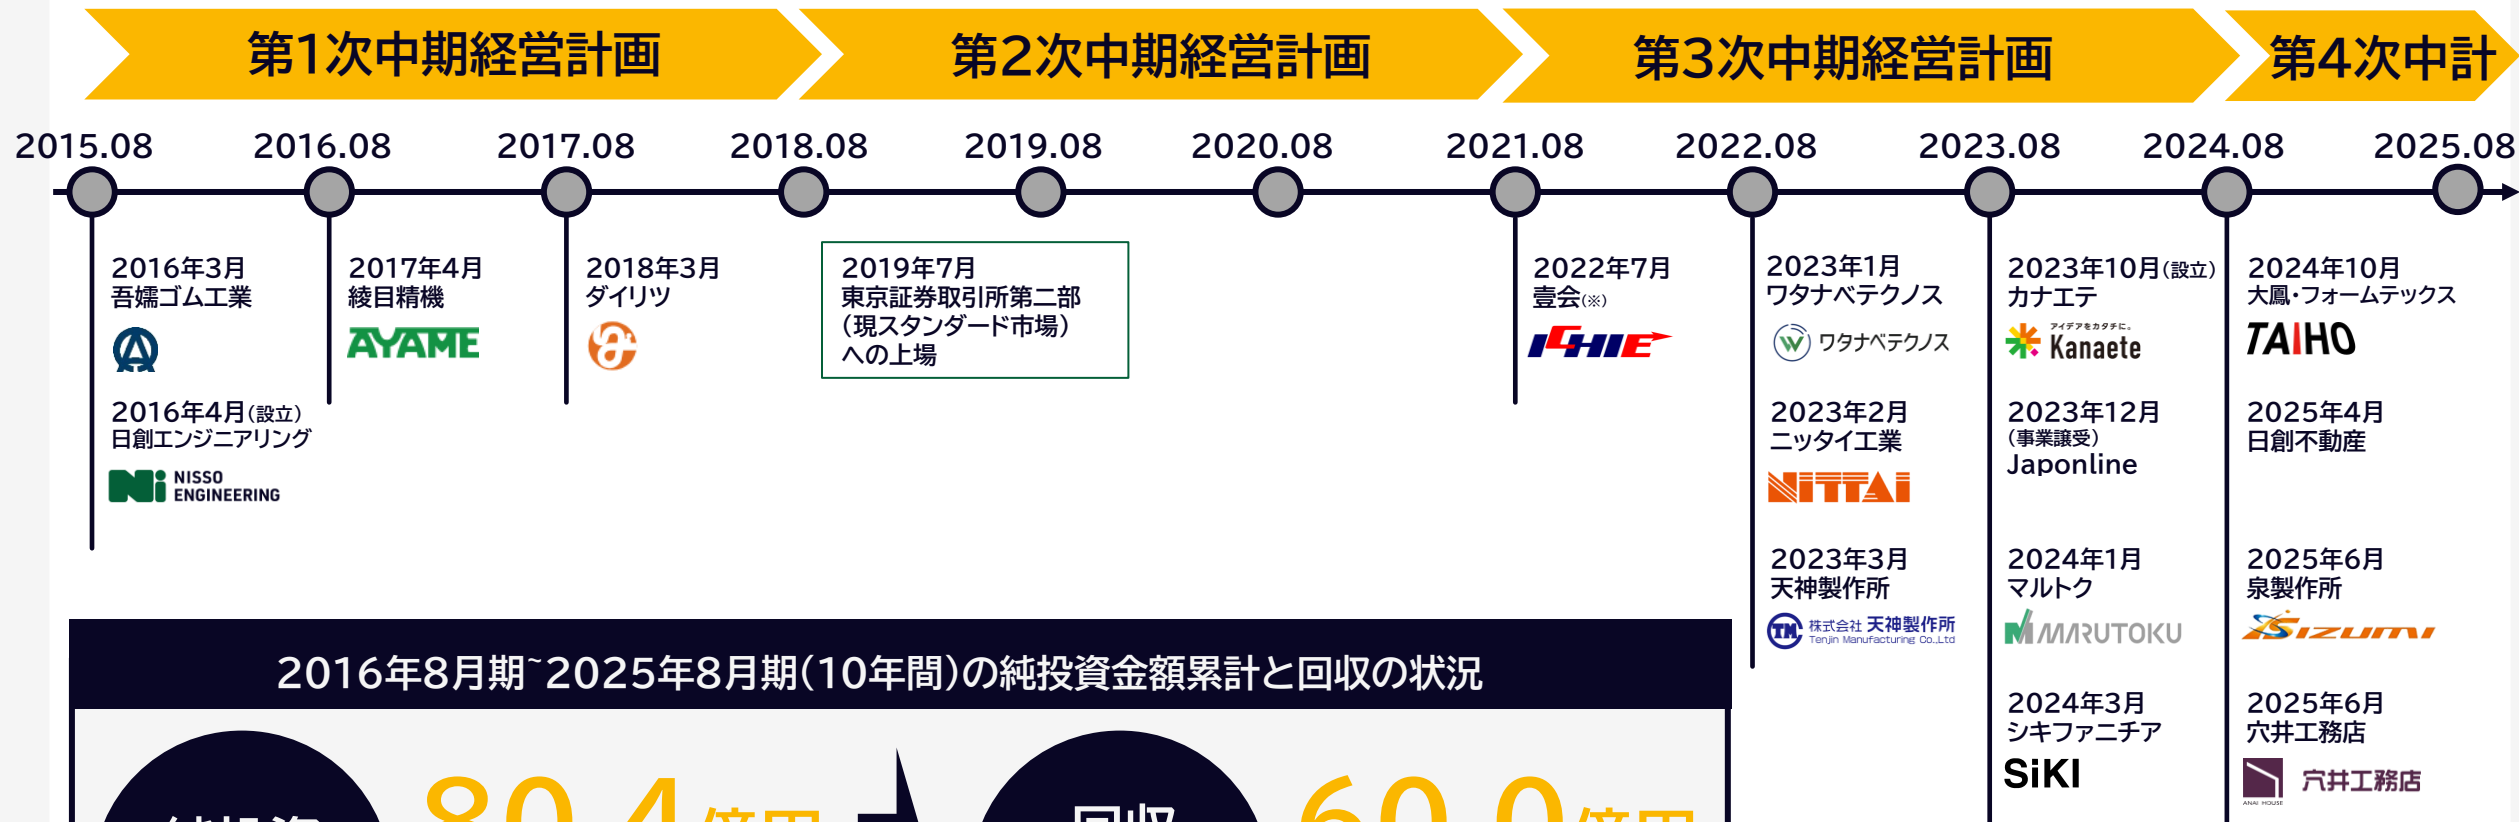 第1次中期経営計画
第2次中期経営計画
第3次中期経営計画
第4次中計
2015.08
2016.08
2017.08
2018.08
2019.08
2020.08
2021.08
2022.08
2023.08
2024.08
2025.08
2016年3月
吾嬬ゴム工業
2016年4月(設立)
日創エンジニアリング
Ni NISSO
ENGINEERING
2017年4月
綾目精機
AYAME
2018年3月
ダイリツ
2019年7月
東京証券取引所第二部
（現スタンダード市場）
への上場
2022年7月
壹会(※)
ICHIE
2023年1月
ワタナベテクノス
ワタナベテクノス
2023年2月
ニッタイ工業
NiTTAi
2023年3月
天神製作所
TM 株式会社 天神製作所
Tenjin Manufacturing Co.,Ltd
2023年10月(設立)
カナエテ
アイデアをカタチに。
Kanaete
2023年12月
(事業譲受)
Japonline
2024年1月
マルトク
MARUTOKU
2024年3月
シキファニチア
SiKI
2024年10月
大鳳・フォームテックス
TAIHO
2025年4月
日創不動産
2025年6月
泉製作所
IZUMI
2025年6月
穴井工務店
ANAI HOUSE
穴井工務店
2016年8月期~2025年8月期(10年間)の純投資金額累計と回収の状況
純投資
80.4億円
回収
60.0億円